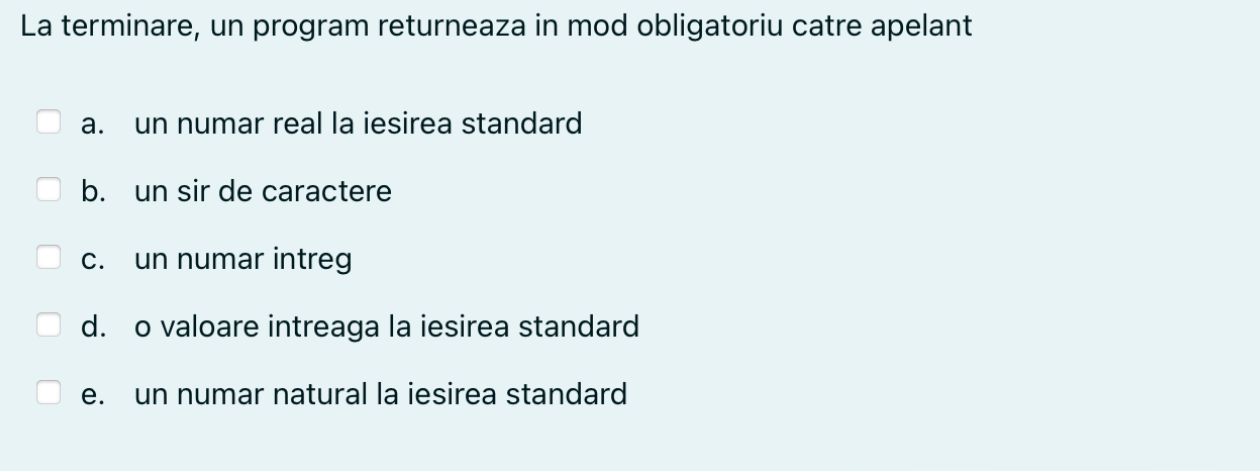 La terminare, un program returneaza in mod obligatoriu catre apelant
a. un numar real la iesirea standard
b. un sir de caractere
c. un numar intreg
d. o valoare intreaga la iesirea standard
e. un numar natural la iesirea standard